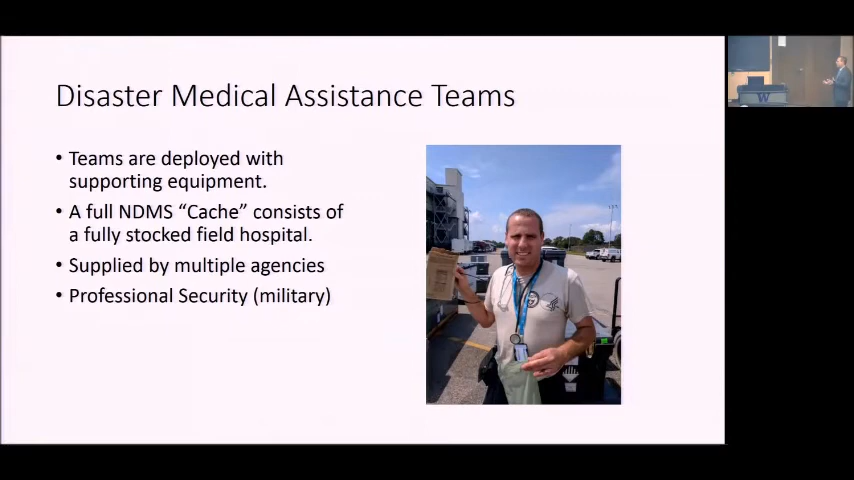 Disaster Medical Assistance Teams
• Teams are deployed with
supporting equipment.
• A full NDMS “Cache” consists of
a fully stocked field hospital.
• Supplied by multiple agencies
• Professional Security (military)
W